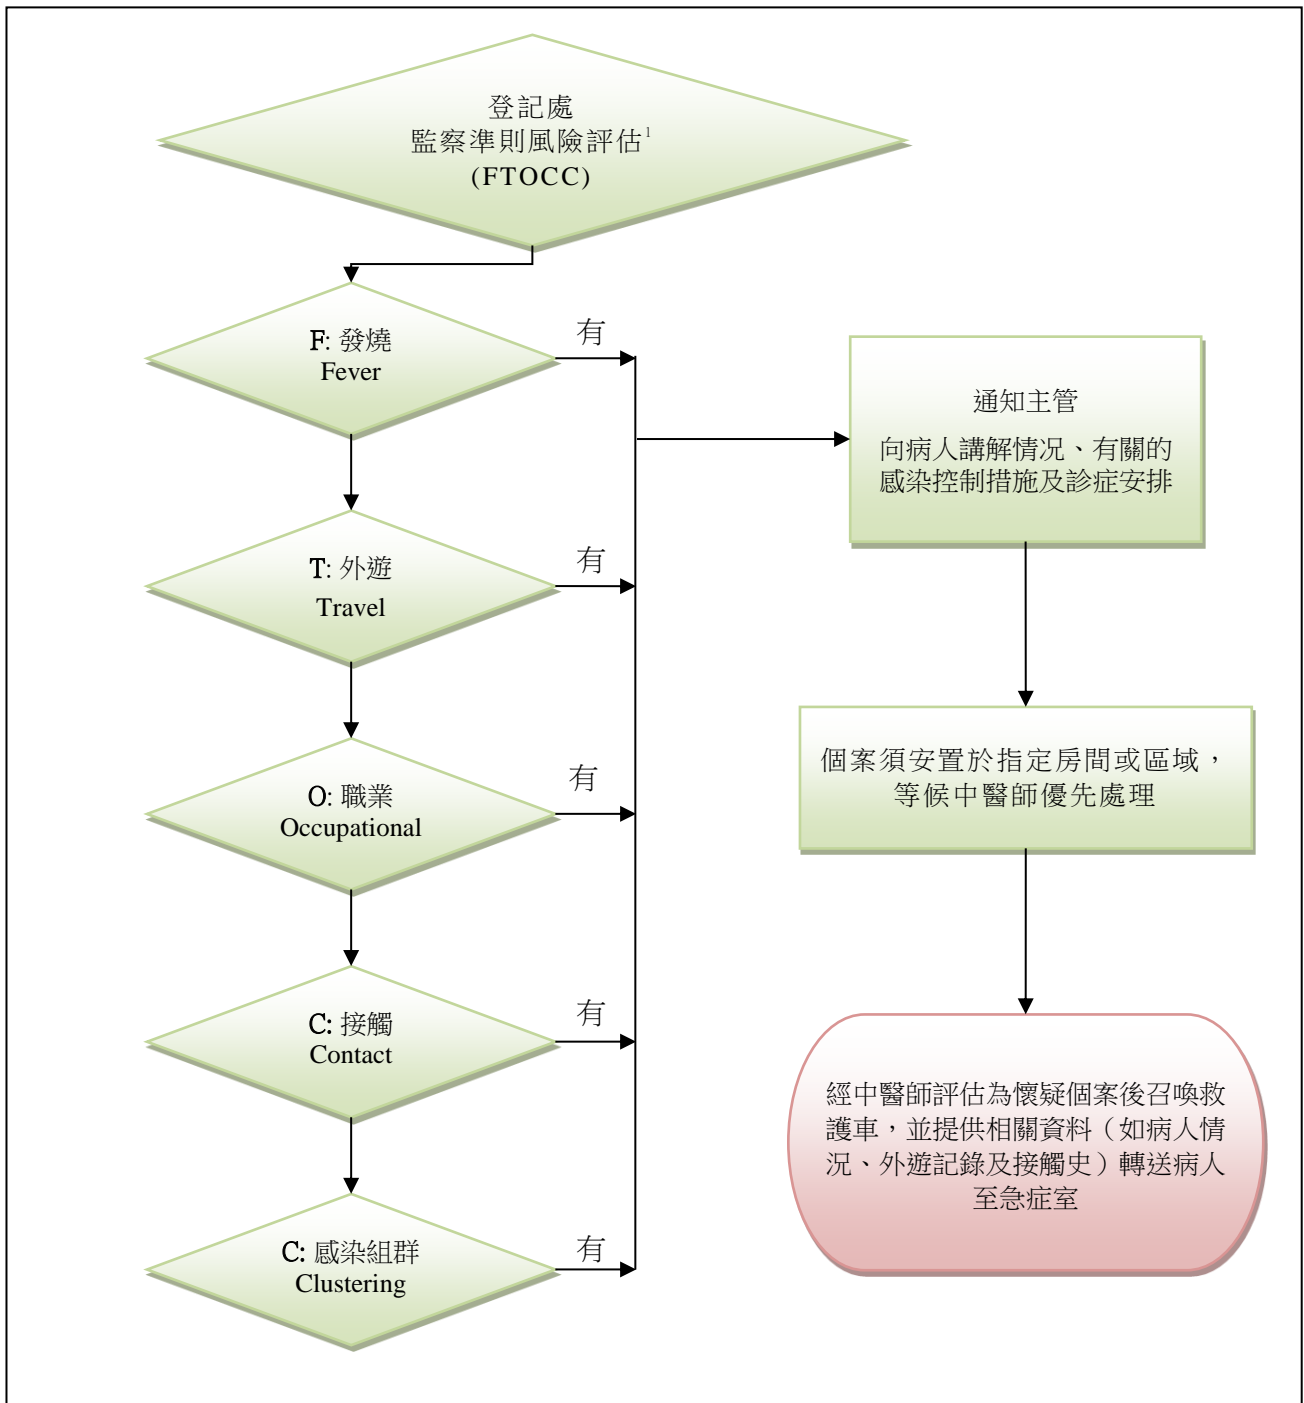 登記處
監察準則風險評估1
(FTOCC)
F: 發燒
Fever
有
T: 外遊
Travel
有
O: 職業
Occupational
有
C: 接觸
Contact
有
C: 感染組群
Clustering
有
通知主管
向病人講解情況、有關的
感染控制措施及診症安排
個案須安置於指定房間或區域，
等候中醫師優先處理
經中醫師評估為懷疑個案後召喚救
護車，並提供相關資料（如病人情
況、外遊記錄及接觸史）轉送病人
至急症室